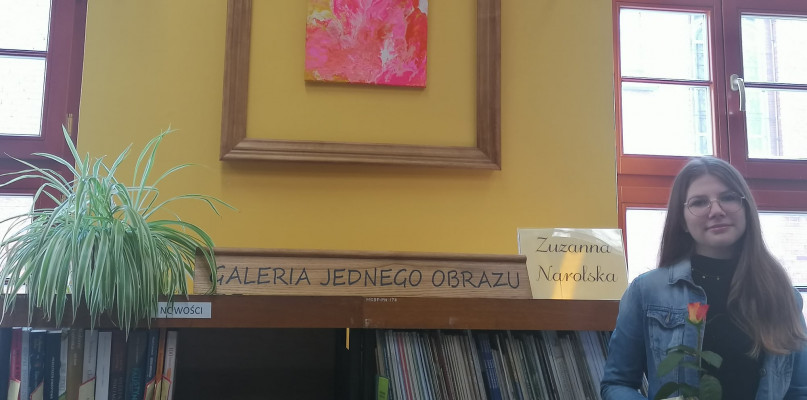 GALERIA JEDNEGO OBRAZU
Zuzanna
Narolska
NOWOŚCI